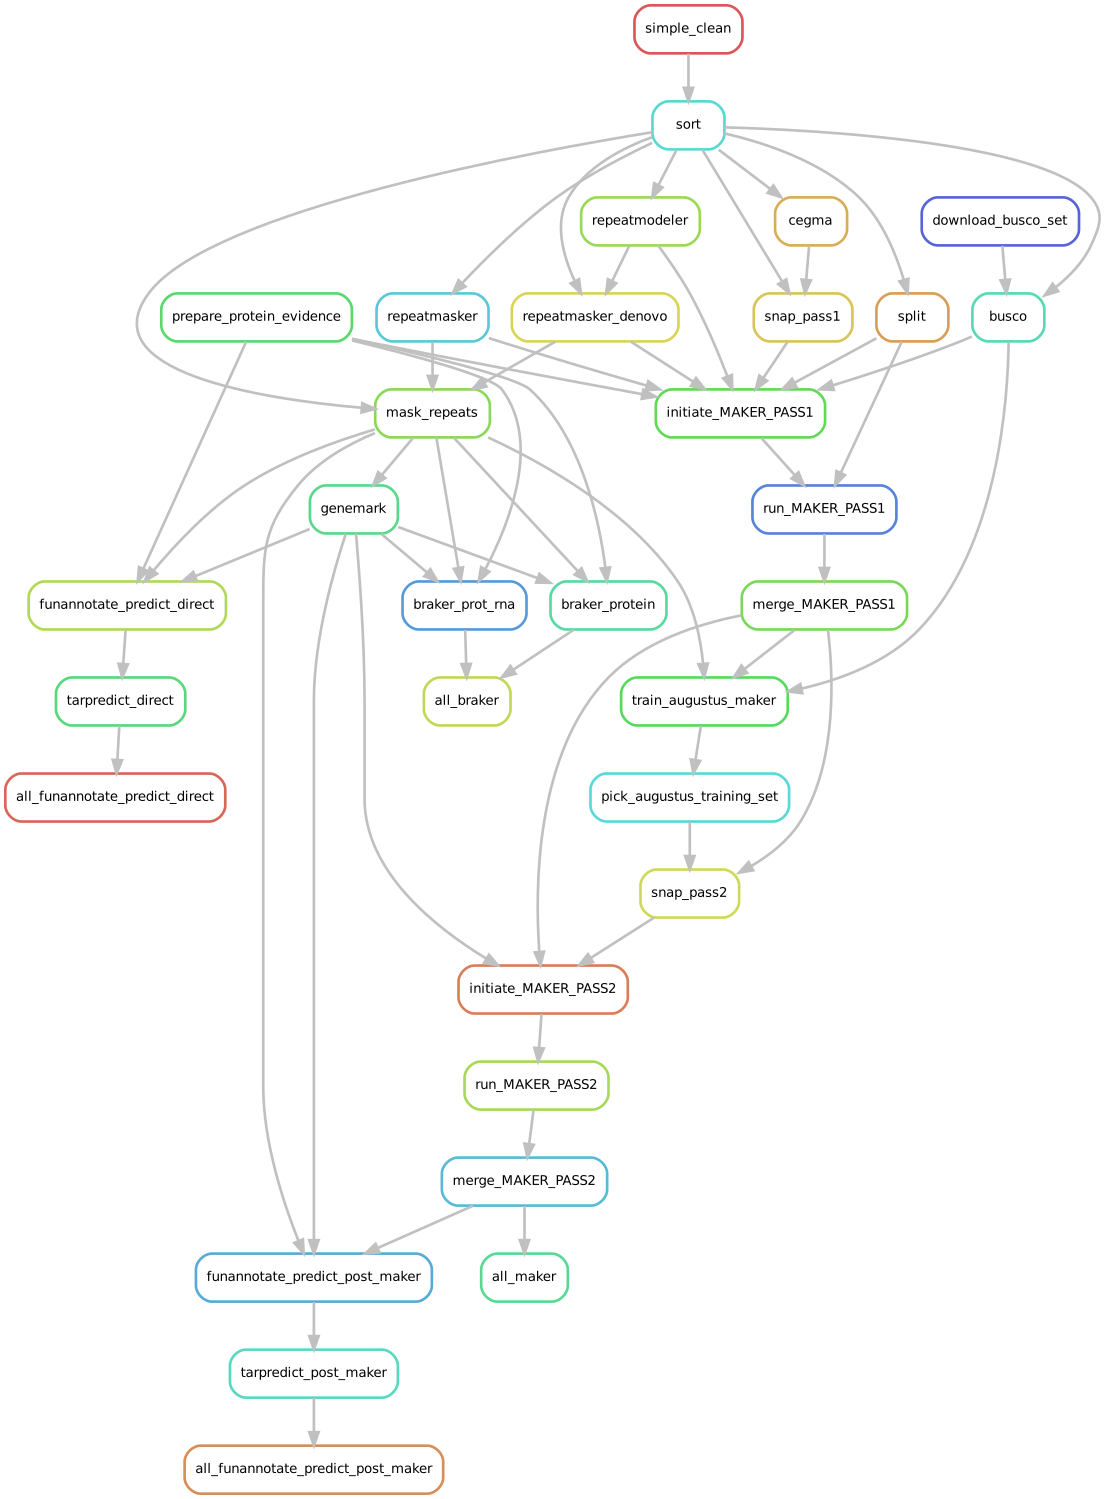 simple_clean
sort
repeatmodeler
cegma
download_busco_set
prepare_protein_evidence
repeatmasker
repeatmasker_denovo
snap_pass1
split
busco
mask_repeats
initiate_MAKER_PASS1
genemark
run_MAKER_PASS1
funannotate_predict_direct
braker_prot_rna
braker_protein
merge_MAKER_PASS1
tarpredict_direct
all_braker
train_augustus_maker
all_funannotate_predict_direct
pick_augustus_training_set
snap_pass2
initiate_MAKER_PASS2
run_MAKER_PASS2
merge_MAKER_PASS2
funannotate_predict_post_maker
all_maker
tarpredict_post_maker
all_funannotate_predict_post_maker